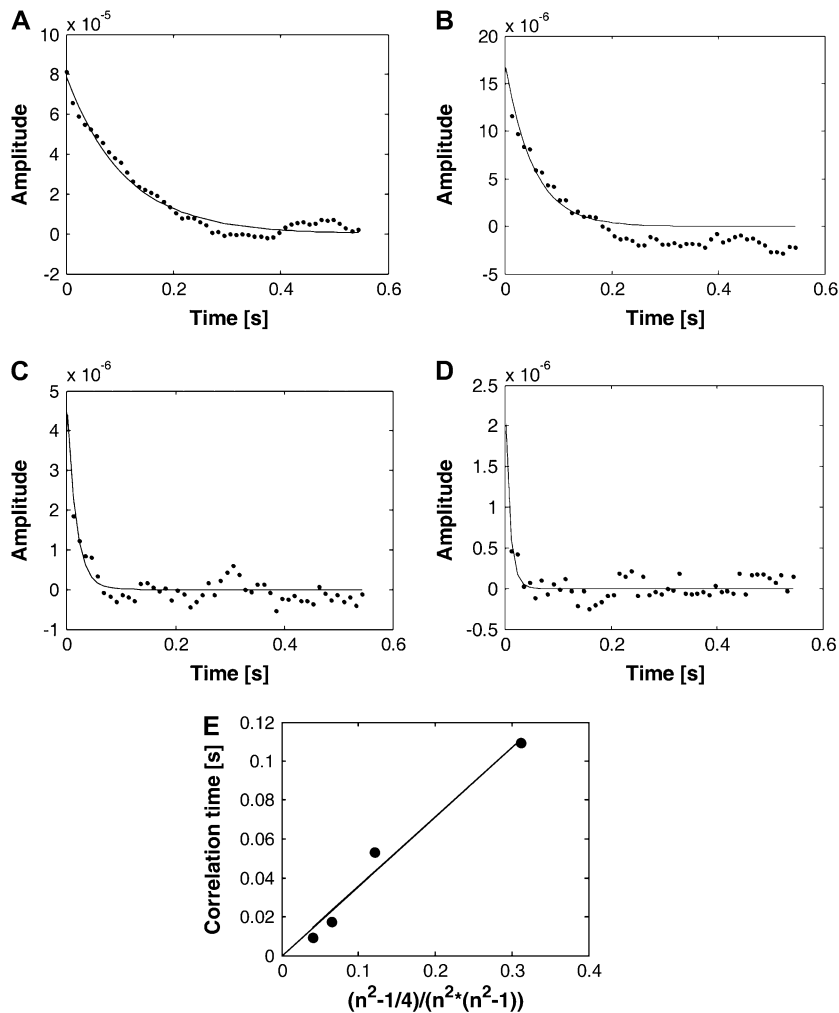 A
x 10⁻⁵
10
8
6
4
2
0
-2
Amplitude
0 0.2 0.4 0.6
Time [s]
B
x 10⁻⁶
20
15
10
5
0
-5
Amplitude
0 0.2 0.4 0.6
Time [s]
C
x 10⁻⁶
5
4
3
2
1
0
-1
Amplitude
0 0.2 0.4 0.6
Time [s]
D
x 10⁻⁶
2.5
2
1.5
1
0.5
0
-0.5
Amplitude
0 0.2 0.4 0.6
Time [s]
E
0.12
0.1
0.08
0.06
0.04
0.02
0
Correlation time [s]
0 0.1 0.2 0.3 0.4
(n²-1/4)/(n²*(n²-1))